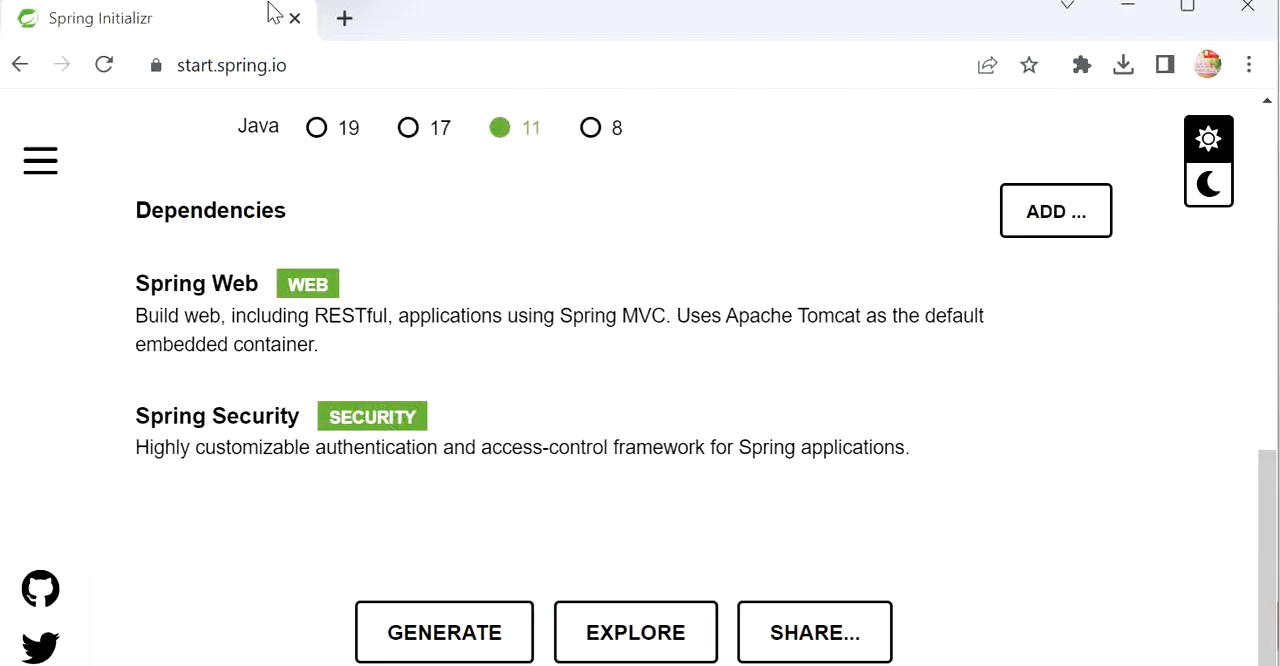 Spring Initializr
start.spring.io
Java 19 17 11 8
Dependencies
ADD ...
Spring Web WEB
Build web, including RESTful, applications using Spring MVC. Uses Apache Tomcat as the default
embedded container.
Spring Security SECURITY
Highly customizable authentication and access-control framework for Spring applications.
GENERATE EXPLORE SHARE...